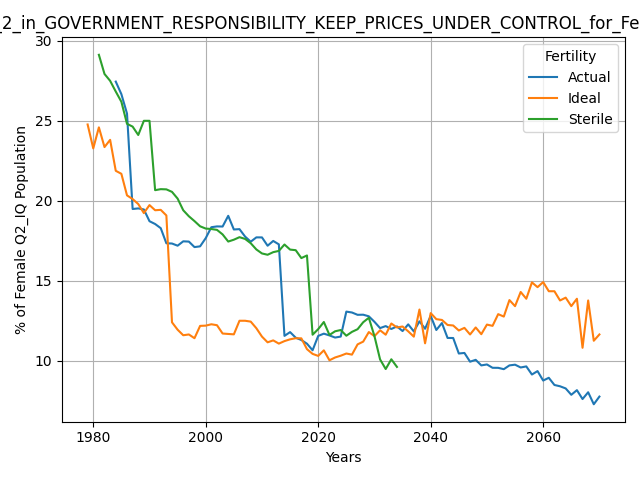 _2_in_GOVERNMENT_RESPONSIBILITY_KEEP_PRICES_UNDER_CONTROL_for_Fe
30
25
20
15
10
% of Female Q2_IQ Population
Fertility
Actual
Ideal
Sterile
1980 2000 2020 2040 2060
Years